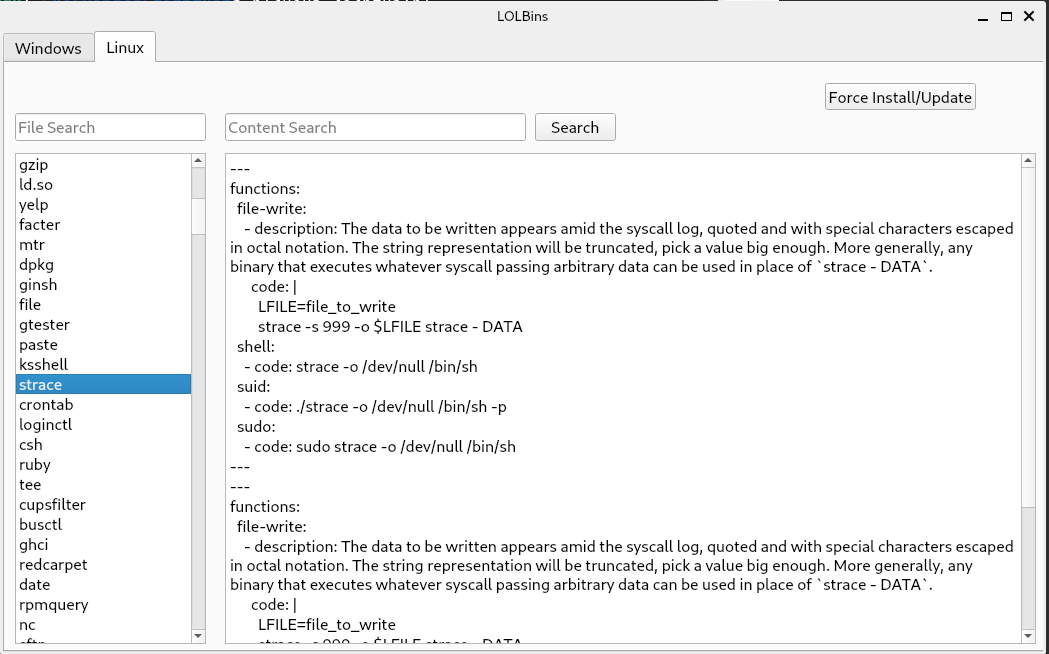 LOLBins
Windows
Linux
Force Install/Update
File Search
Content Search
Search
gzip
ld.so
yelp
facter
mtr
dpkg
ginsh
file
gtester
paste
ksshell
strace
crontab
loginctl
csh
ruby
tee
cupsfilter
busctl
ghci
redcarpet
date
rpmquery
nc
sftp
---
functions:
file-write:
- description: The data to be written appears amid the syscall log, quoted and with special characters escaped
in octal notation. The string representation will be truncated, pick a value big enough. More generally, any
binary that executes whatever syscall passing arbitrary data can be used in place of `strace - DATA`.
code: |
LFILE=file_to_write
strace -s 999 -o $LFILE strace - DATA
shell:
- code: strace -o /dev/null /bin/sh
suid:
- code: ./strace -o /dev/null /bin/sh -p
sudo:
- code: sudo strace -o /dev/null /bin/sh
---
---
functions:
file-write:
- description: The data to be written appears amid the syscall log, quoted and with special characters escaped
in octal notation. The string representation will be truncated, pick a value big enough. More generally, any
binary that executes whatever syscall passing arbitrary data can be used in place of `strace - DATA`.
code: |
LFILE=file_to_write
strace -s 999 -o $LFILE strace - DATA